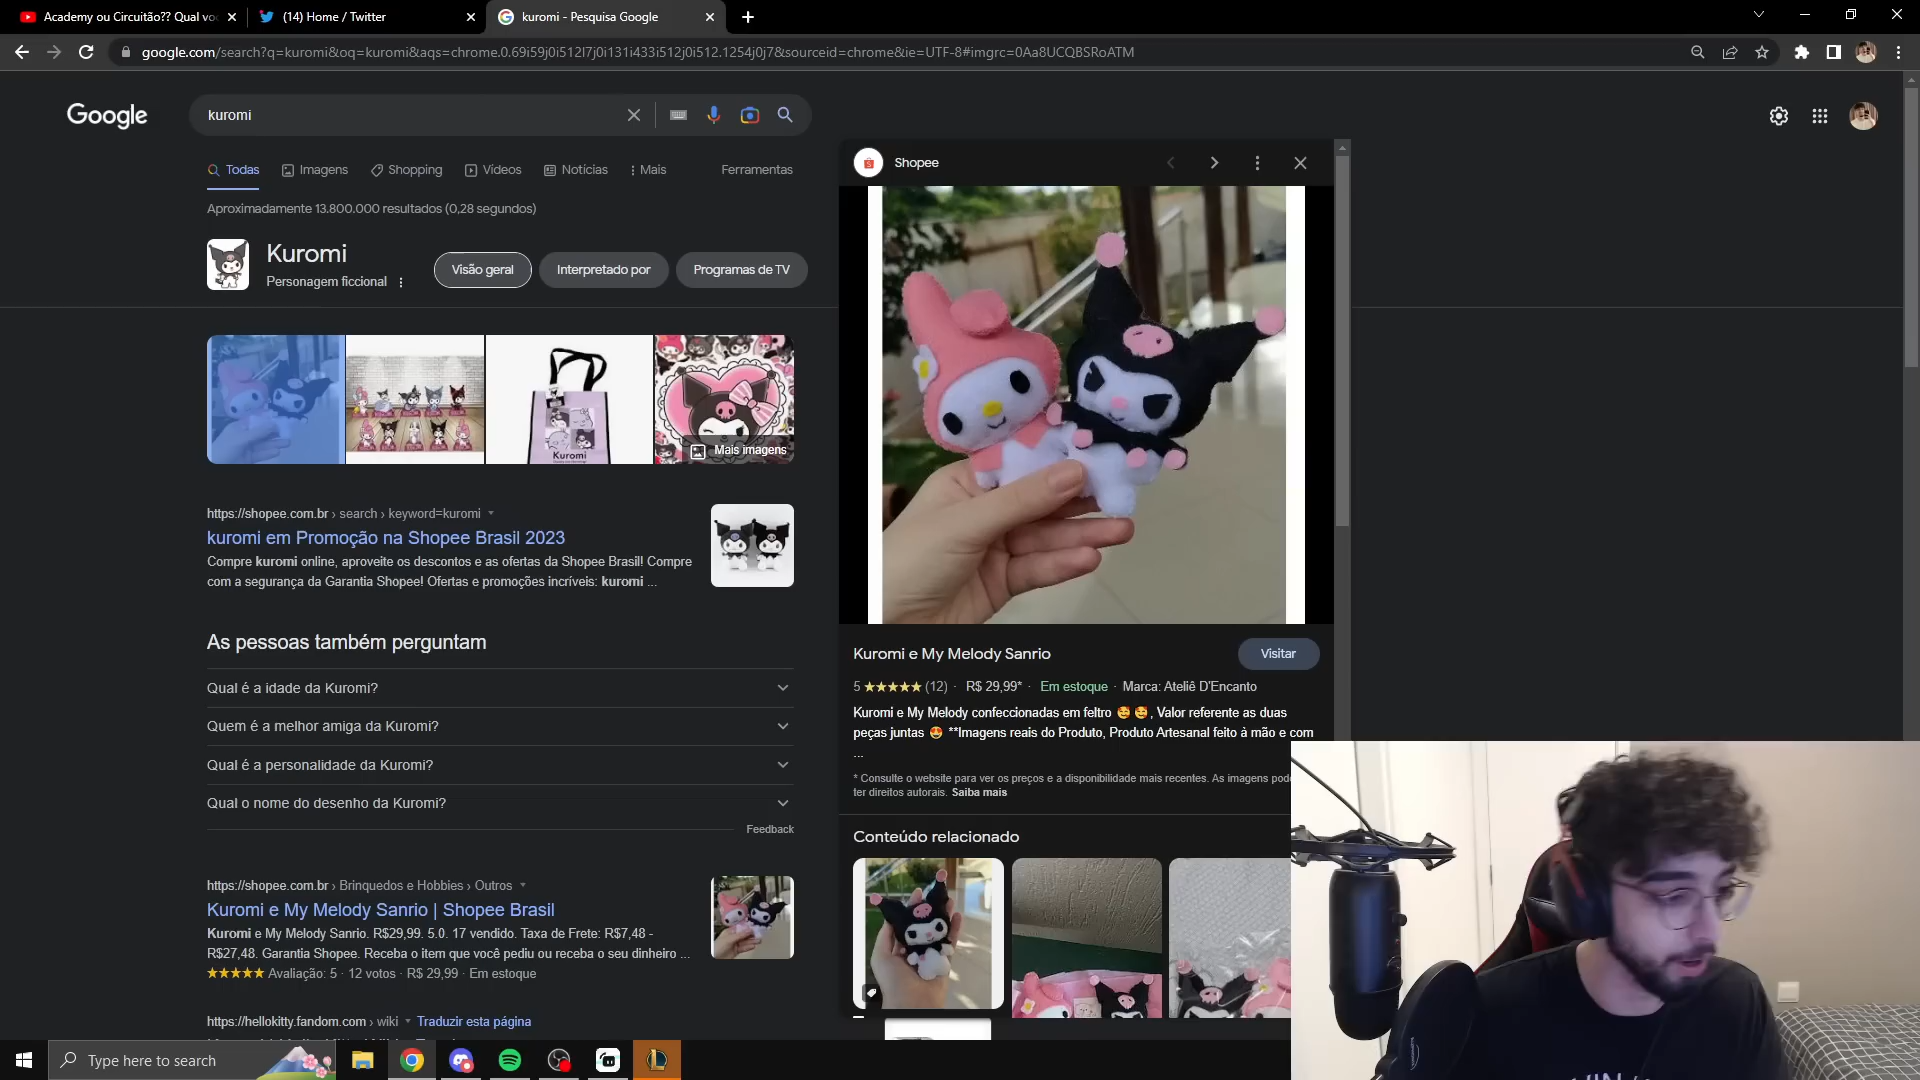 Academy ou Circuitão?? Qual vo
(14) Home / Twitter
kuromi - Pesquisa Google
google.com/search?q=kuromi&oq=kuromi&aqs=chrome.0.69i59j0i512l7j0i131i433i512j0i512.1254j0j7&sourceid=chrome&ie=UTF-8#imgrc=0Aa8UCQBSRoATM
Google
kuromi
Todas Imagens Shopping Vídeos Notícias Mais Ferramentas
Aproximadamente 13.800.000 resultados (0,28 segundos)
Kuromi
Personagem ficcional
Visão geral
Interpretado por
Programas de TV
Kuromi
Mais imagens
https://shopee.com.br › search › keyword=kuromi
kuromi em Promoção na Shopee Brasil 2023
Compre kuromi online, aproveite os descontos e as ofertas da Shopee Brasil! Compre
com a segurança da Garantia Shopee! Ofertas e promoções incríveis: kuromi ...
As pessoas também perguntam
Qual é a idade da Kuromi?
Quem é a melhor amiga da Kuromi?
Qual é a personalidade da Kuromi?
Qual o nome do desenho da Kuromi?
Feedback
https://shopee.com.br › Brinquedos e Hobbies › Outros
Kuromi e My Melody Sanrio | Shopee Brasil
Kuromi e My Melody Sanrio. R$29,99. 5.0. 17 vendido. Taxa de Frete: R$7,48 -
R$27,48. Garantia Shopee. Receba o item que você pediu ou receba o seu dinheiro ...
★★★★★ Avaliação: 5 · 12 votos · R$ 29,99 · Em estoque
https://hellokitty.fandom.com › wiki Traduzir esta página
Shopee
Kuromi e My Melody Sanrio
Visitar
5 ★★★★★ (12) · R$ 29,99* · Em estoque · Marca: Ateliê D'Encanto
Kuromi e My Melody confeccionadas em feltro 🥰 🥰, Valor referente as duas
peças juntas 🤩 **Imagens reais do Produto, Produto Artesanal feito à mão e com
...
* Consulte o website para ver os preços e a disponibilidade mais recentes. As imagens pod
ter direitos autorais. Saiba mais
Conteúdo relacionado
Type here to search